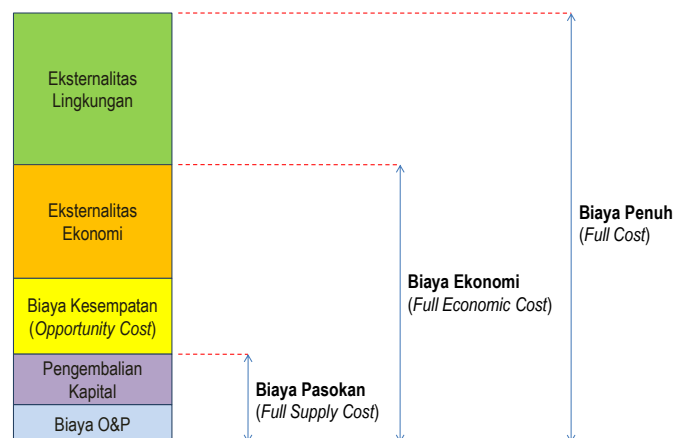 Eksternalitas
Lingkungan
Eksternalitas
Ekonomi
Biaya Kesempatan
(Opportunity Cost)
Pengembalian
Kapital
Biaya O&P
Biaya Pasokan
(Full Supply Cost)
Biaya Ekonomi
(Full Economic Cost)
Biaya Penuh
(Full Cost)